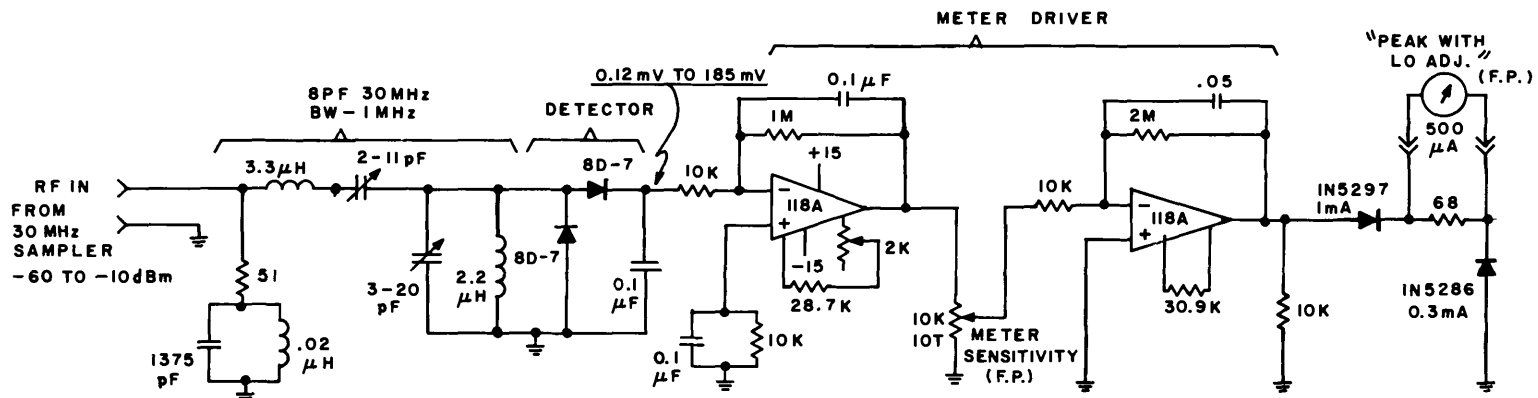 METER DRIVER
"PEAK WITH
LO ADJ."
(F.P.)
0.12mV TO 185mV
0.1μF
.05
8PF 30MHz
BW-1MHz
DETECTOR
1M
2M
500
μA
3.3μH
2-11pF
8D-7
10K
+15
10K
1N5297
1mA
68
RF IN
FROM
30 MHz
SAMPLER
-60 TO -10dBm
-
118A
+
-
118A
+
51
3-20
pF
2.2
μH
8D-7
0.1
μF
-15
2K
28.7K
30.9K
1N5286
0.3mA
1375
pF
.02
μH
0.1
μF
10K
10K
10T
METER
SENSITIVITY
(F.P.)
10K